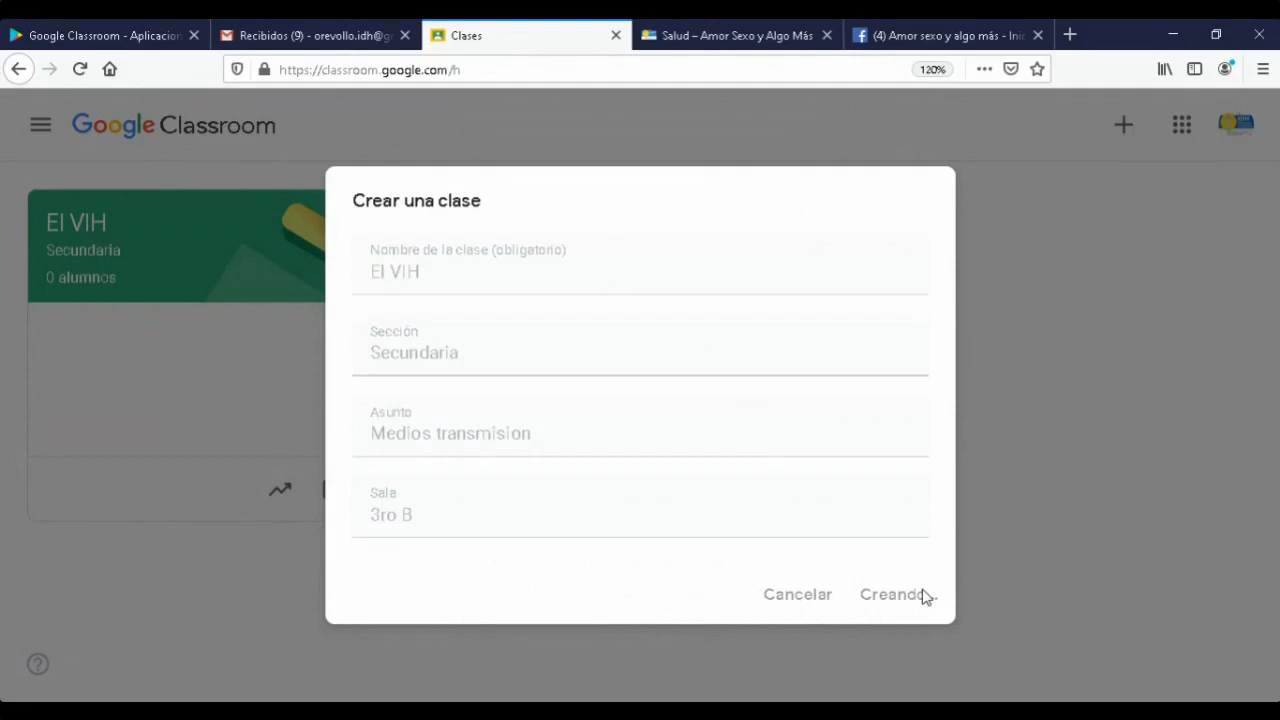 Google Classroom - Aplicacion
Recibidos (9) - orevollo.idh@g
Clases
Salud – Amor Sexo y Algo Más
(4) Amor sexo y algo más - Inic
https://classroom.google.com/h
120%
Google Classroom
El VIH
Secundaria
0 alumnos
Crear una clase
Nombre de la clase (obligatorio)
El VIH
Sección
Secundaria
Asunto
Medios transmision
Sala
3ro B
Cancelar
Creando...